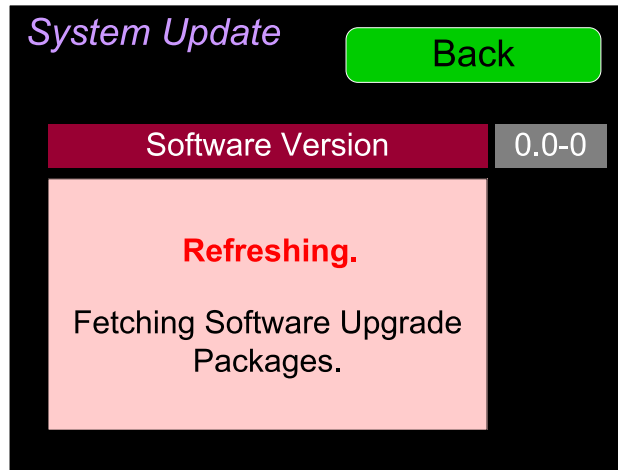 System Update
Back
Software Version
0.0-0
Refreshing.
Fetching Software Upgrade
Packages.